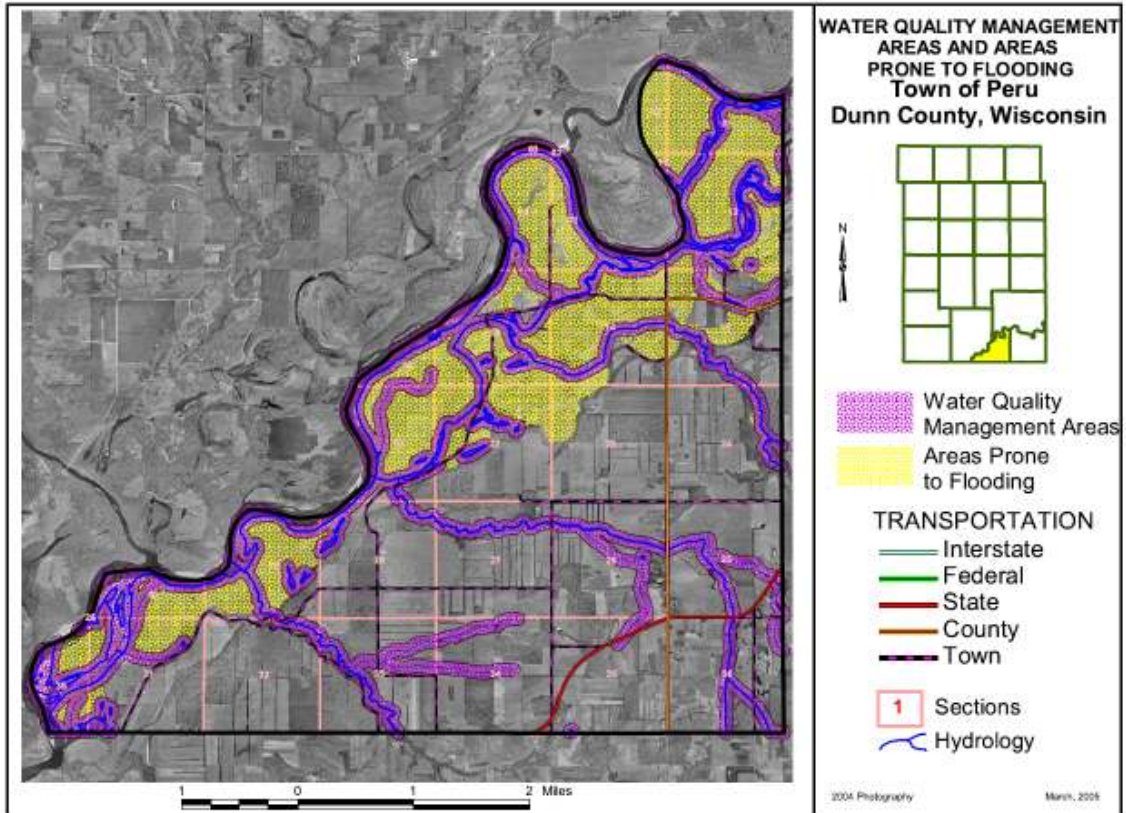 WATER QUALITY MANAGEMENT
AREAS AND AREAS
PRONE TO FLOODING
Town of Peru
Dunn County, Wisconsin
N
Water Quality
Management Areas
Areas Prone
to Flooding
TRANSPORTATION
Interstate
Federal
State
County
Town
1 Sections
Hydrology
1 0 1 2 Miles
2004 Photography March, 2005